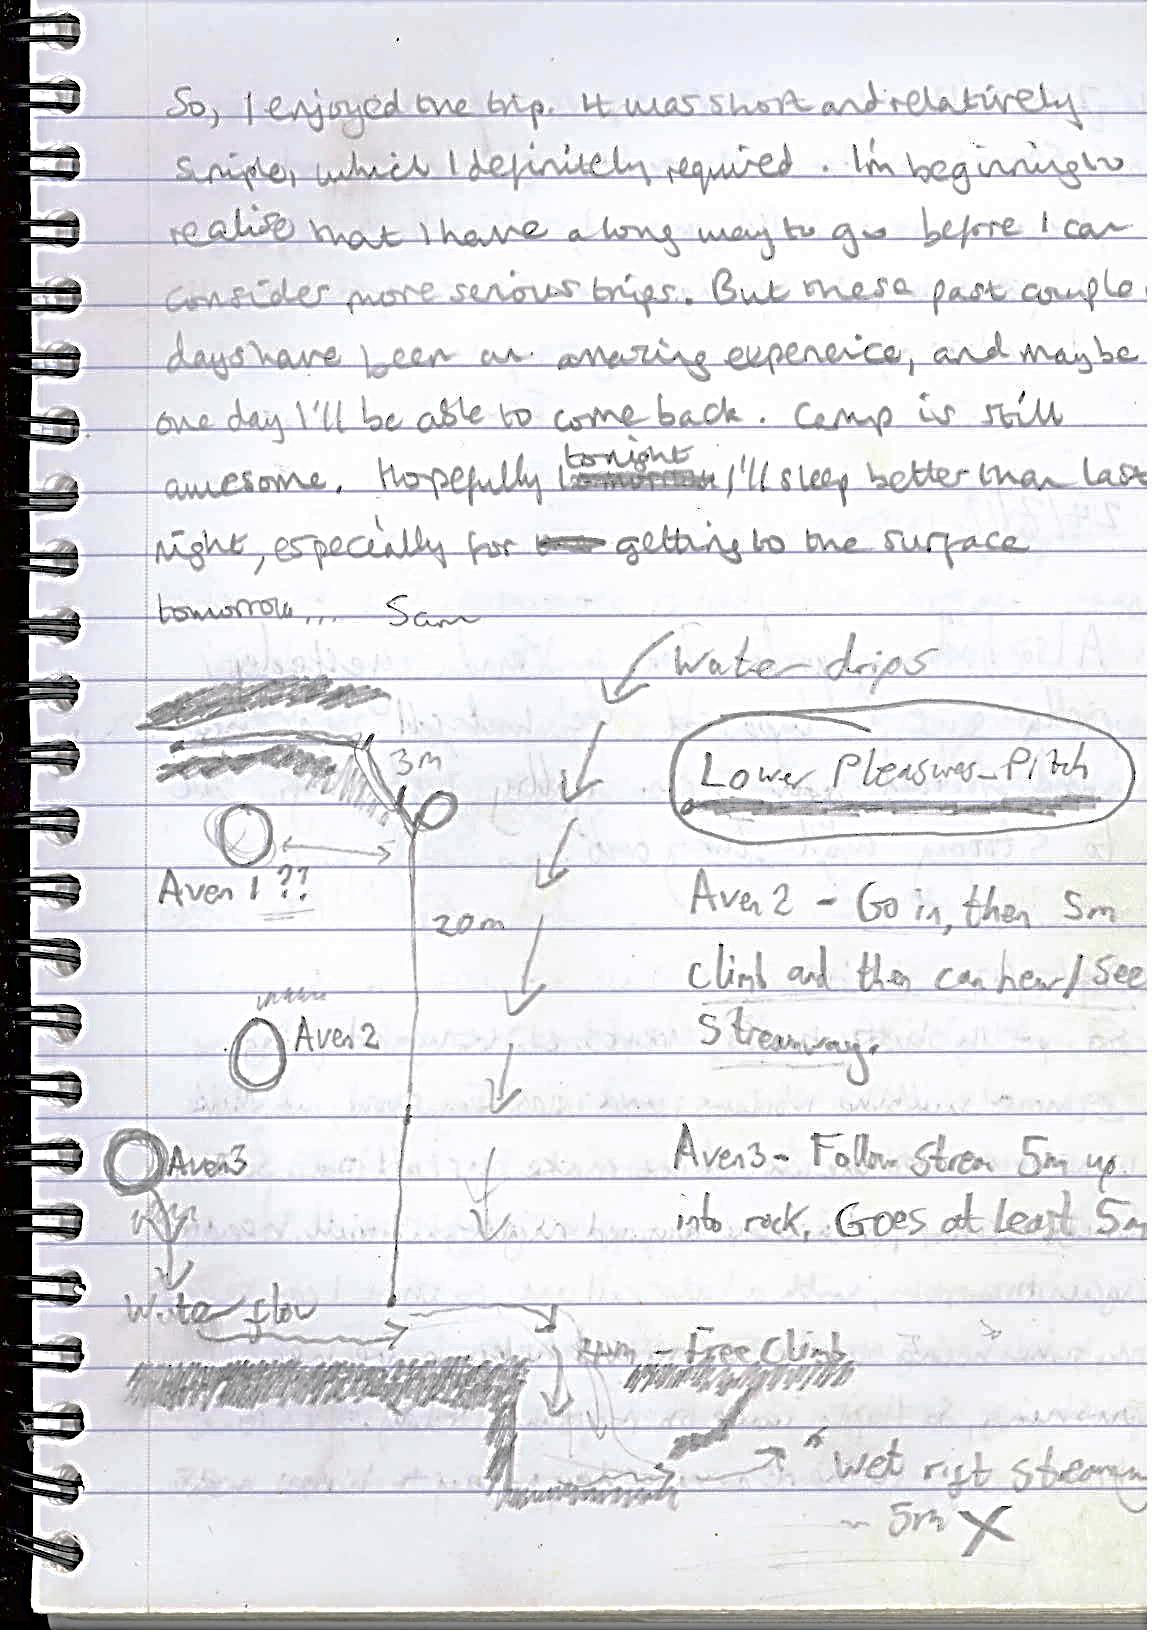 So, I enjoyed the trip. It was short and relatively
simple, which I definitely required. I'm beginning to
realise that I have a long way to go before I can
consider more serious trips. But these past couple
days have been an amazing experience, and maybe
one day I'll be able to come back. Camp is still
awesome. Hopefully tonight I'll sleep better than last
night, especially for getting to the surface
tomorrow... Sam
Water drips
3m
Lower Pleasures Pitch
Aven 1 ??
20m
Aven 2 - Go in, then 5m
Climb and then can hear/see
Streamway.
Aven 2
Aven 3 - Follow Stream 5m up
into rock. Goes at least 5m
Aven 3
Water flow
- Free Climb
"Wet rift
~ 5m X